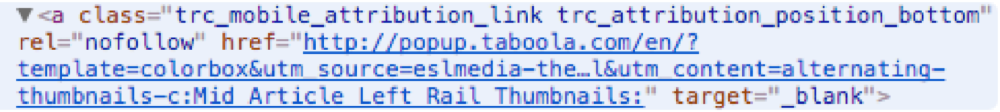 ▼<a class="trc_mobile_attribution_link trc_attribution_position_bottom"
rel="nofollow" href="http://popup.taboola.com/en/?
template=colorbox&utm_source=eslmedia-the…l&utm_content=alternating-
thumbnails-c:Mid Article Left Rail Thumbnails:" target="_blank">